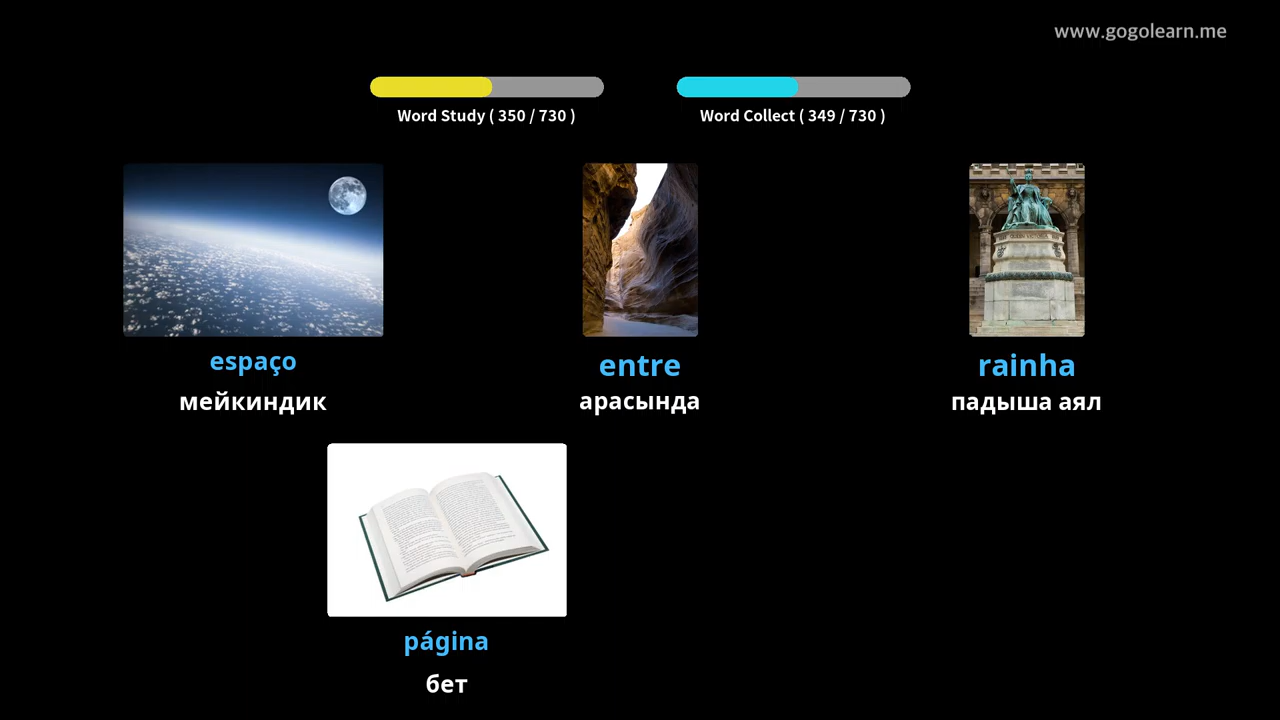 www.gogolearn.me
Word Study ( 350 / 730 )
Word Collect ( 349 / 730 )
espaço
мейкиндик
entre
арасында
rainha
падыша аял
página
бет